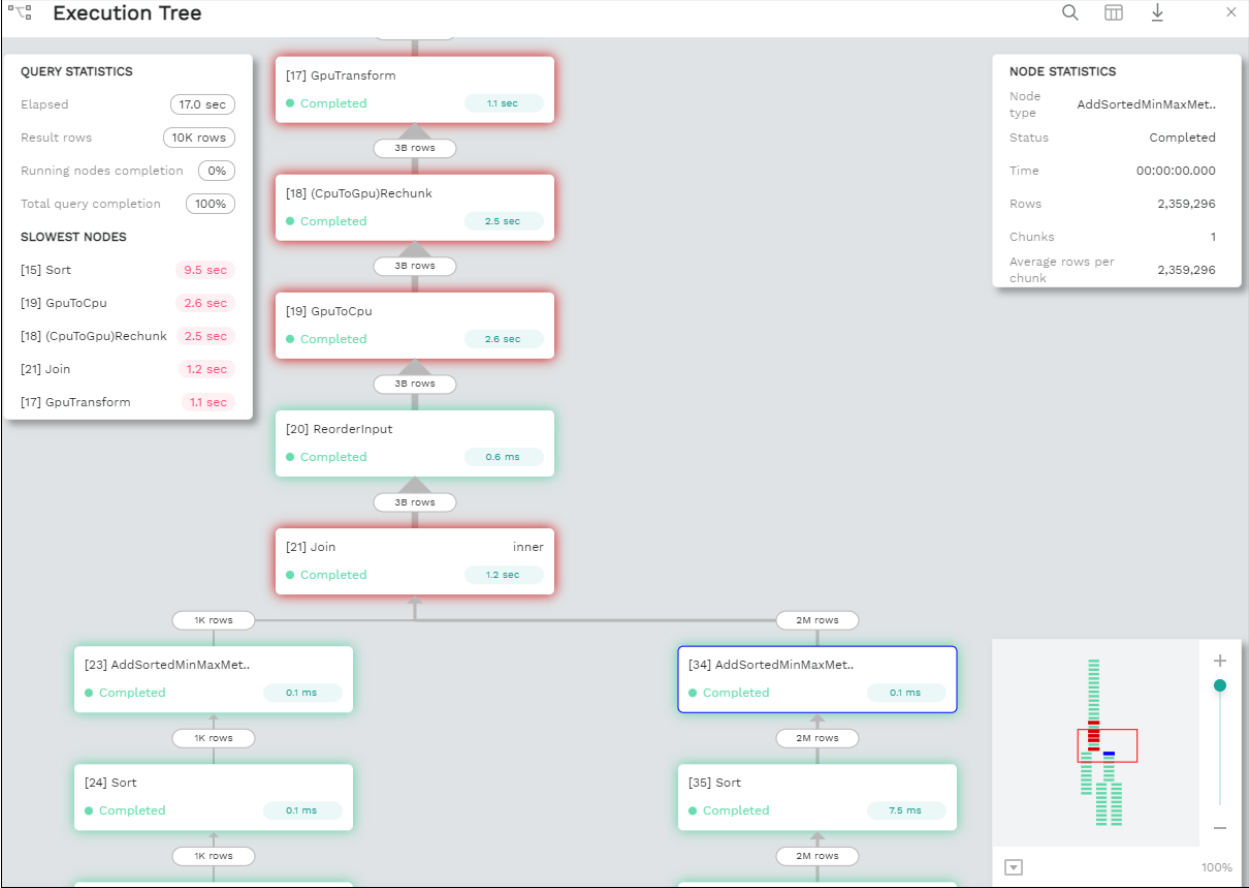 Execution Tree
QUERY STATISTICS
Elapsed 17.0 sec
Result rows 10K rows
Running nodes completion 0%
Total query completion 100%
SLOWEST NODES
[15] Sort 9.5 sec
[19] GpuToCpu 2.6 sec
[18] (CpuToGpu)Rechunk 2.5 sec
[21] Join 1.2 sec
[17] GpuTransform 1.1 sec
[17] GpuTransform
Completed 1.1 sec
3B rows
[18] (CpuToGpu)Rechunk
Completed 2.5 sec
3B rows
[19] GpuToCpu
Completed 2.6 sec
3B rows
[20] ReorderInput
Completed 0.6 ms
3B rows
[21] Join inner
Completed 1.2 sec
1K rows 2M rows
[23] AddSortedMinMaxMet..
Completed 0.1 ms
1K rows
[24] Sort
Completed 0.1 ms
1K rows
[34] AddSortedMinMaxMet..
Completed 0.1 ms
2M rows
[35] Sort
Completed 7.5 ms
2M rows
NODE STATISTICS
Node
type AddSortedMinMaxMet..
Status Completed
Time 00:00:00.000
Rows 2,359,296
Chunks 1
Average rows per
chunk 2,359,296
100%